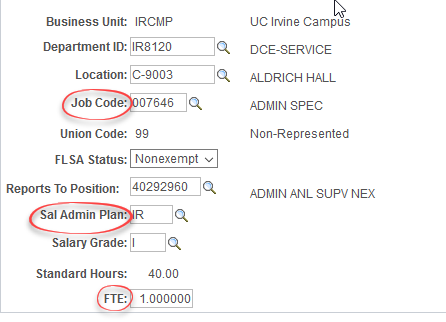 Business Unit: IRCMP UC Irvine Campus
Department ID: IR8120 DCE-SERVICE
Location: C-9003 ALDRICH HALL
Job Code: 007646 ADMIN SPEC
Union Code: 99 Non-Represented
FLSA Status: Nonexempt
Reports To Position: 40292960 ADMIN ANL SUPV NEX
Sal Admin Plan: IR
Salary Grade: I
Standard Hours: 40.00
FTE: 1.000000